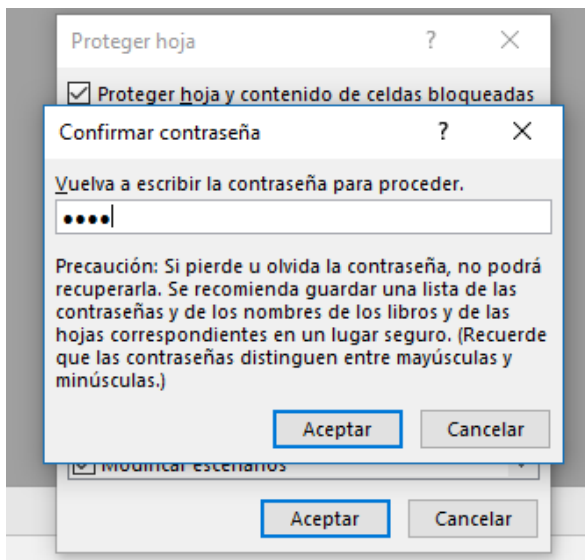 Proteger hoja ? ×
Proteger hoja y contenido de celdas bloqueadas
Confirmar contraseña ? ×
Vuelva a escribir la contraseña para proceder.
••••
Precaución: Si pierde u olvida la contraseña, no podrá
recuperarla. Se recomienda guardar una lista de las
contraseñas y de los nombres de los libros y de las
hojas correspondientes en un lugar seguro. (Recuerde
que las contraseñas distinguen entre mayúsculas y
minúsculas.)
Aceptar Cancelar
Modificar escenarios
Aceptar Cancelar